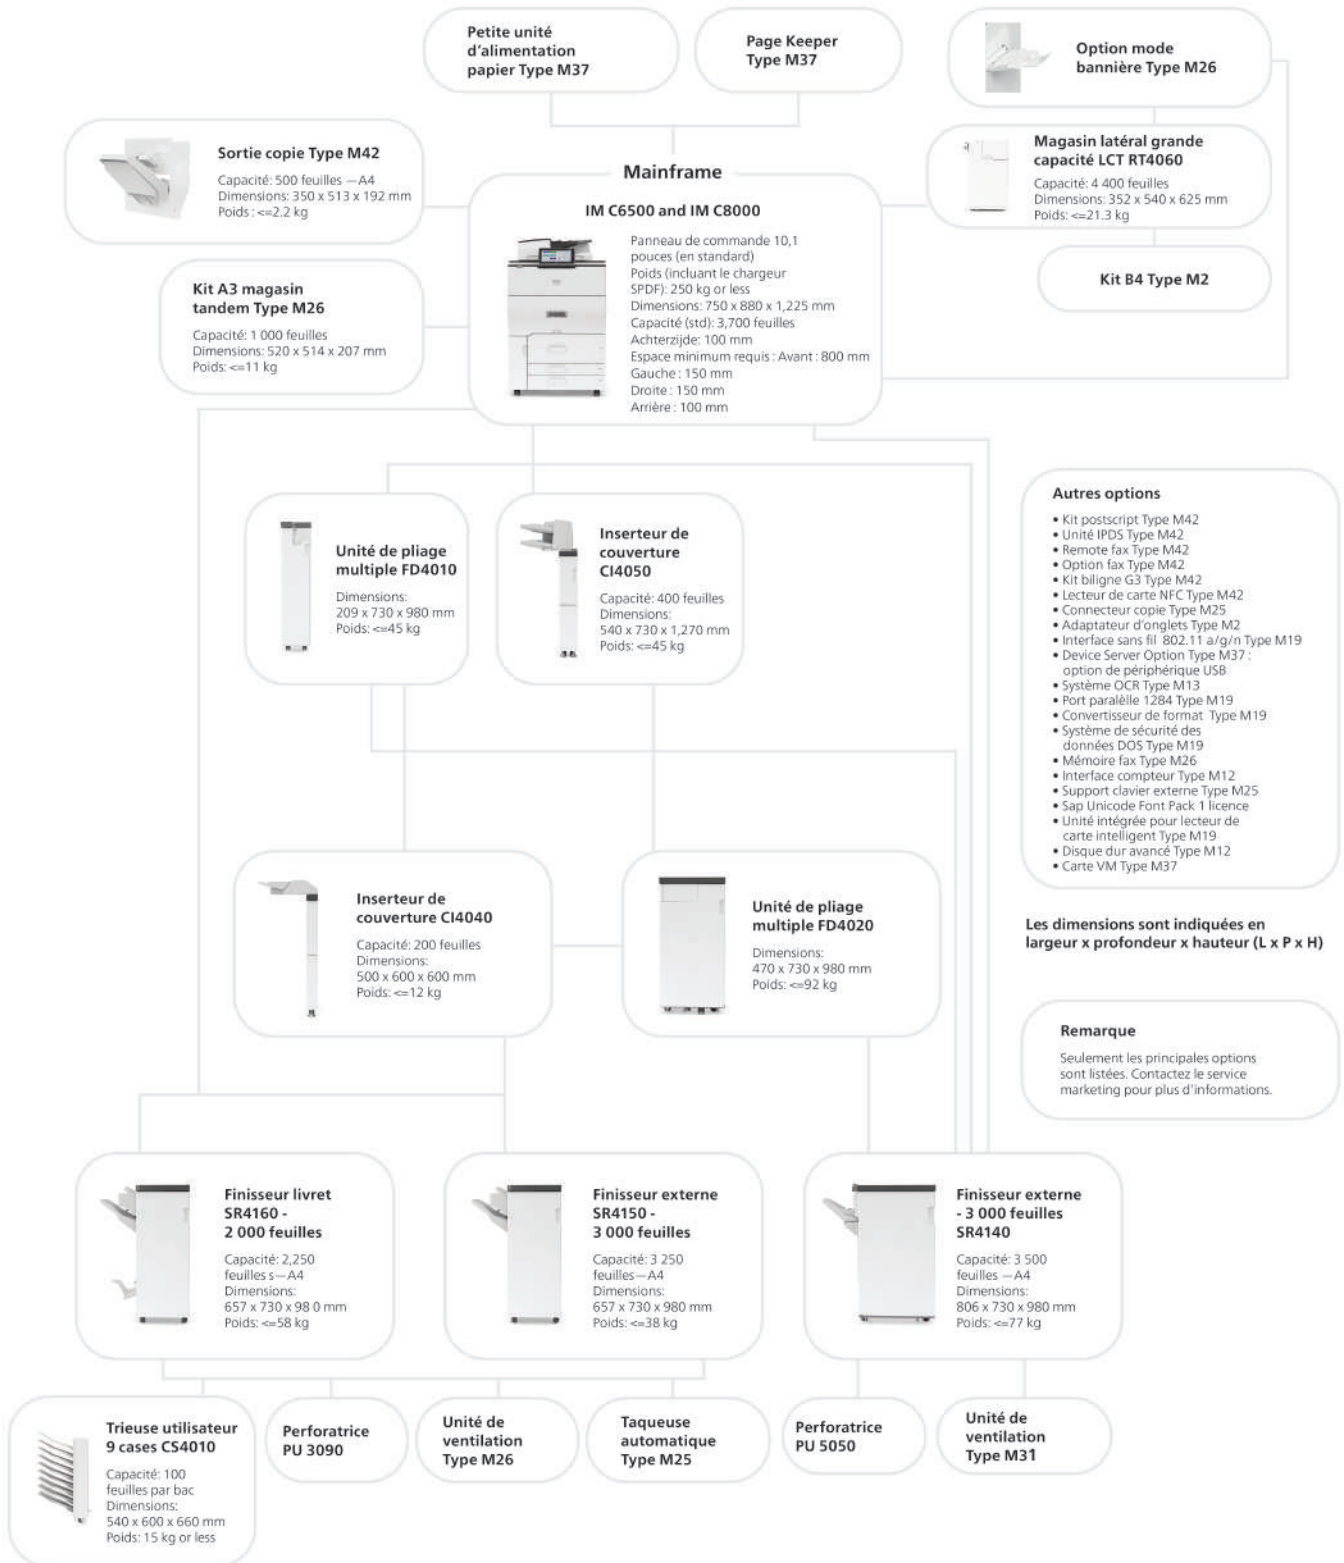 Petite unité
d'alimentation
papier Type M37
Page Keeper
Type M37
Option mode
bannière Type M26
Sortie copie Type M42
Capacité: 500 feuilles —A4
Dimensions: 350 x 513 x 192 mm
Poids : <=2.2 kg
Magasin latéral grande
capacité LCT RT4060
Capacité: 4 400 feuilles
Dimensions: 352 x 540 x 625 mm
Poids: <=21.3 kg
Mainframe
IM C6500 and IM C8000
Panneau de commande 10,1
pouces (en standard)
Poids (incluant le chargeur
SPDF): 250 kg or less
Dimensions: 750 x 880 x 1,225 mm
Capacité (std): 3,700 feuilles
Achterzijde: 100 mm
Espace minimum requis : Avant : 800 mm
Gauche : 150 mm
Droite : 150 mm
Arrière : 100 mm
Kit A3 magasin
tandem Type M26
Capacité: 1 000 feuilles
Dimensions: 520 x 514 x 207 mm
Poids: <=11 kg
Kit B4 Type M2
Unité de pliage
multiple FD4010
Dimensions:
209 x 730 x 980 mm
Poids: <=45 kg
Inserteur de
couverture
CI4050
Capacité: 400 feuilles
Dimensions:
540 x 730 x 1,270 mm
Poids: <=45 kg
Autres options
• Kit postscript Type M42
• Unité IPDS Type M42
• Remote fax Type M42
• Option fax Type M42
• Kit biligne G3 Type M42
• Lecteur de carte NFC Type M42
• Connecteur copie Type M25
• Adaptateur d'onglets Type M2
• Interface sans fil 802.11 a/g/n Type M19
• Device Server Option Type M37 :
option de périphérique USB
• Système OCR Type M13
• Port paralèlle 1284 Type M19
• Convertisseur de format Type M19
• Système de sécurité des
données DOS Type M19
• Mémoire fax Type M26
• Interface compteur Type M12
• Support clavier externe Type M25
• Sap Unicode Font Pack 1 licence
• Unité intégrée pour lecteur de
carte intelligent Type M19
• Disque dur avancé Type M12
• Carte VM Type M37
Inserteur de
couverture CI4040
Capacité: 200 feuilles
Dimensions:
500 x 600 x 600 mm
Poids: <=12 kg
Unité de pliage
multiple FD4020
Dimensions:
470 x 730 x 980 mm
Poids: <=92 kg
Les dimensions sont indiquées en
largeur x profondeur x hauteur (L x P x H)
Remarque
Seulement les principales options
sont listées. Contactez le service
marketing pour plus d'informations.
Finisseur livret
SR4160 -
2 000 feuilles
Capacité: 2,250
feuilles s—A4
Dimensions:
657 x 730 x 98 0 mm
Poids: <=58 kg
Finisseur externe
SR4150 -
3 000 feuilles
Capacité: 3 250
feuilles—A4
Dimensions:
657 x 730 x 980 mm
Poids: <=38 kg
Finisseur externe
- 3 000 feuilles
SR4140
Capacité: 3 500
feuilles —A4
Dimensions:
806 x 730 x 980 mm
Poids: <=77 kg
Trieuse utilisateur
9 cases CS4010
Capacité: 100
feuilles par bac
Dimensions:
540 x 600 x 660 mm
Poids: 15 kg or less
Perforatrice
PU 3090
Unité de
ventilation
Type M26
Taqueuse
automatique
Type M25
Perforatrice
PU 5050
Unité de
ventilation
Type M31